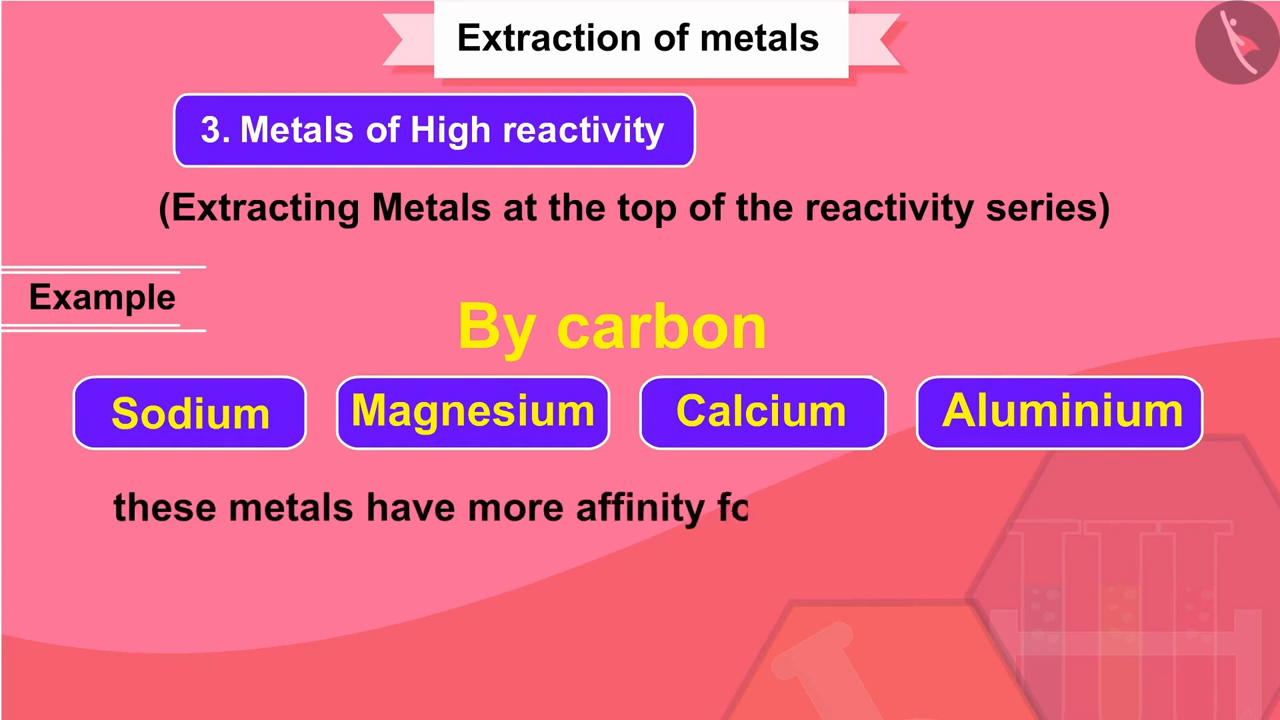 Extraction of metals
3. Metals of High reactivity
(Extracting Metals at the top of the reactivity series)
Example
By carbon
Sodium Magnesium Calcium Aluminium
these metals have more affinity